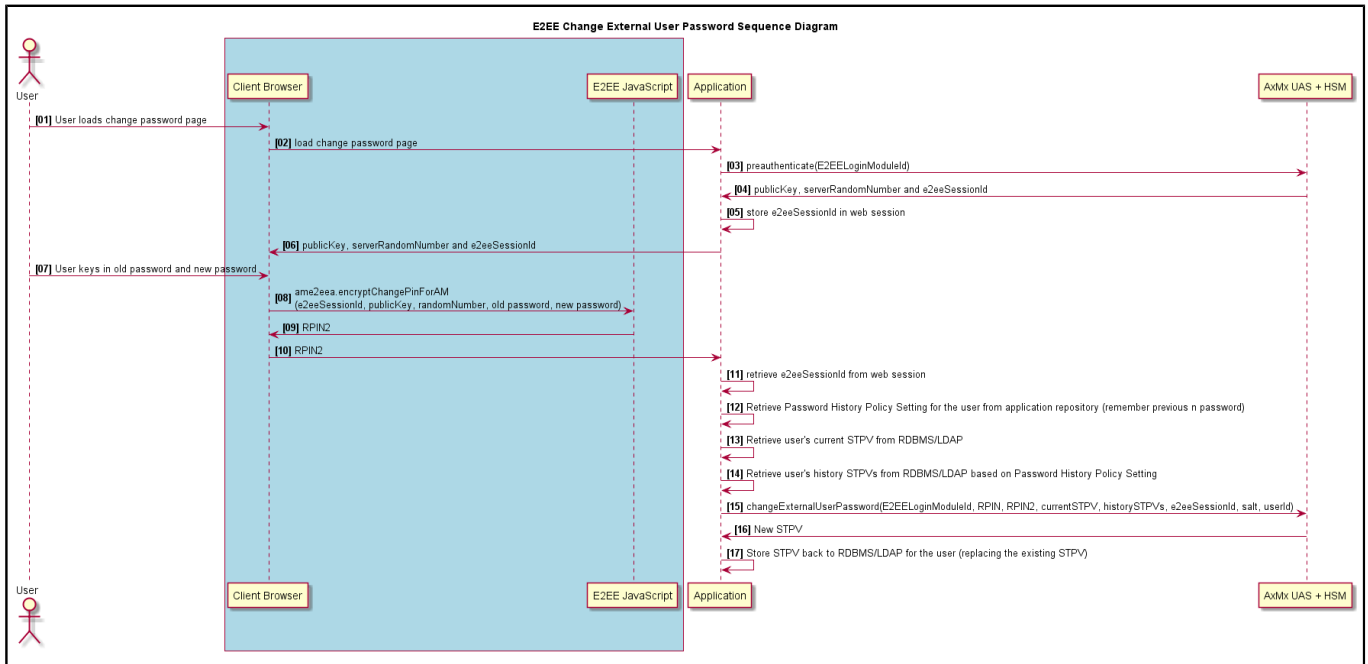 E2EE Change External User Password Sequence Diagram
User
Client Browser
E2EE JavaScript
Application
AxMx UAS + HSM
[01] User loads change password page
[02] load change password page
[03] preauthenticate(E2EELoginModuleId)
[04] publicKey, serverRandomNumber and e2eeSessionId
[05] store e2eeSessionId in web session
[06] publicKey, serverRandomNumber and e2eeSessionId
[07] User keys in old password and new password
[08] ame2eea.encryptChangePinForAM
(e2eeSessionId, publicKey, randomNumber, old password, new password)
[09] RPIN2
[10] RPIN2
[11] retrieve e2eeSessionId from web session
[12] Retrieve Password History Policy Setting for the user from application repository (remember previous n password)
[13] Retrieve user's current STPV from RDBMS/LDAP
[14] Retrieve user's history STPVs from RDBMS/LDAP based on Password History Policy Setting
[15] changeExternalUserPassword(E2EELoginModuleId, RPIN, RPIN2, currentSTPV, historySTPVs, e2eeSessionId, salt, userId)
[16] New STPV
[17] Store STPV back to RDBMS/LDAP for the user (replacing the existing STPV)
User
Client Browser
E2EE JavaScript
Application
AxMx UAS + HSM